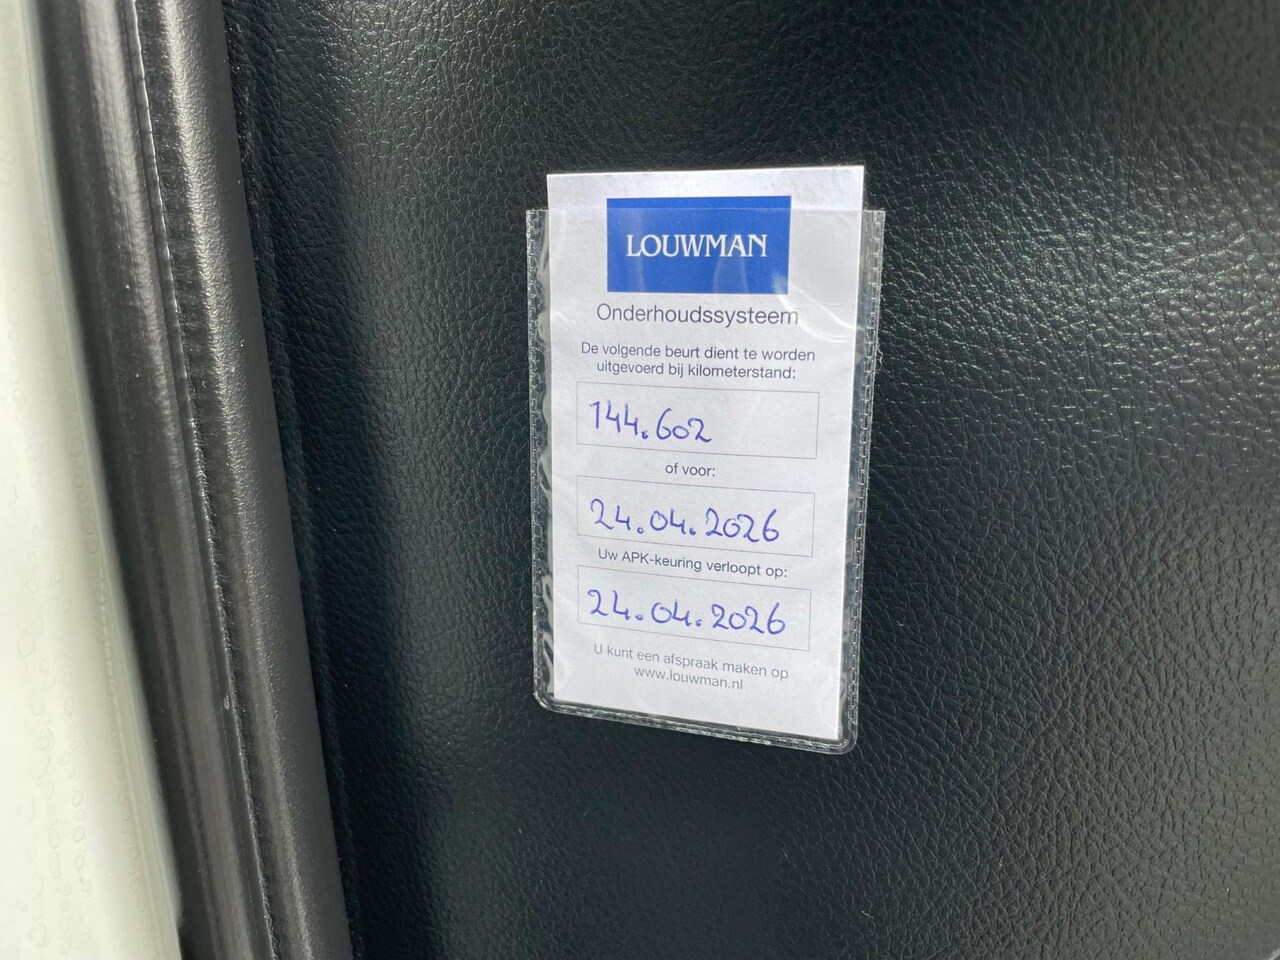 LOUWMAN
Onderhoudssysteem
De volgende beurt dient te worden
uitgevoerd bij kilometerstand:
144.602
of voor:
24.04.2026
Uw APK-keuring verloopt op:
24.04.2026
U kunt een afspraak maken op
www.louwman.nl